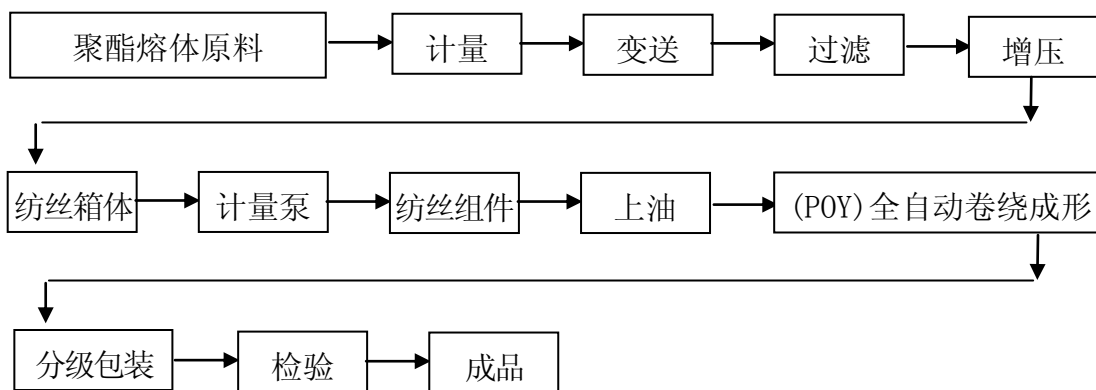 聚酯熔体原料 计量 变送 过滤 增压
纺丝箱体 计量泵 纺丝组件 上油 (POY)全自动卷绕成形
分级包装 检验 成品